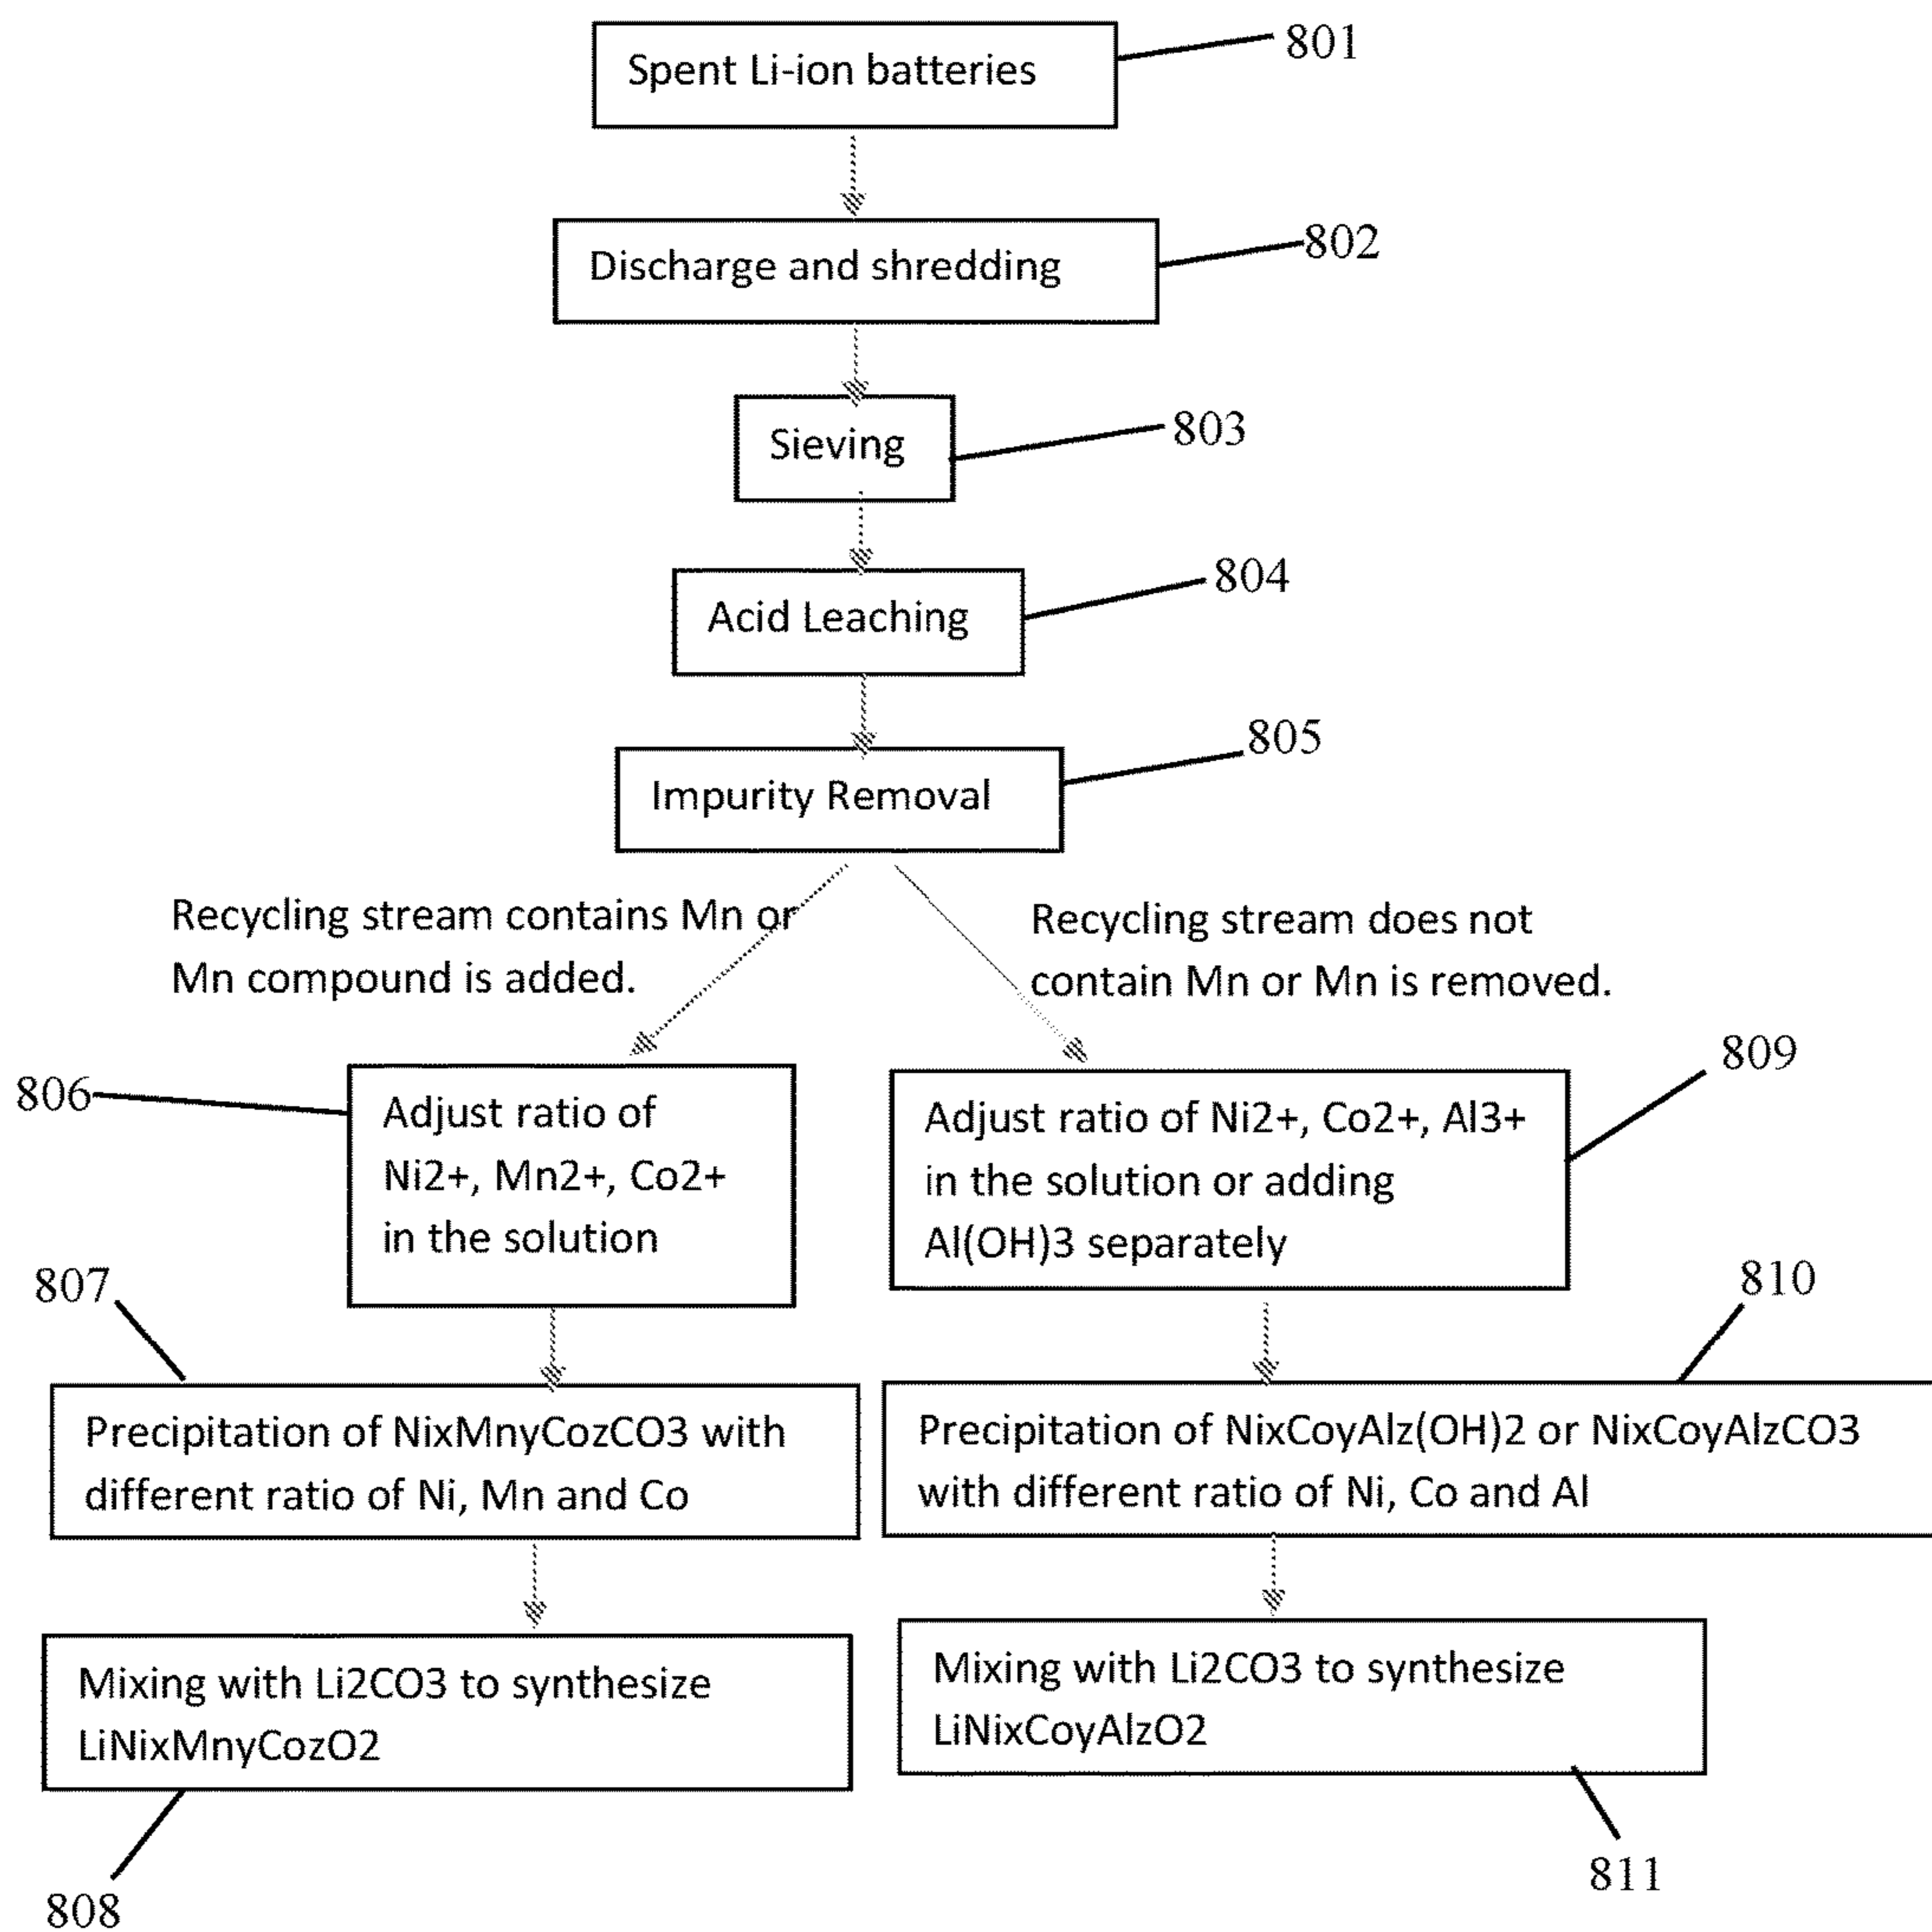 Spent Li-ion batteries
801
Discharge and shredding
802
Sieving
803
Acid Leaching
804
Impurity Removal
805
Recycling stream contains Mn or
Mn compound is added.
Recycling stream does not
contain Mn or Mn is removed.
806
Adjust ratio of
Ni2+, Mn2+, Co2+
in the solution
809
Adjust ratio of Ni2+, Co2+, Al3+
in the solution or adding
Al(OH)3 separately
807
Precipitation of NixMnyCozCO3 with
different ratio of Ni, Mn and Co
810
Precipitation of NixCoyAlz(OH)2 or NixCoyAlzCO3
with different ratio of Ni, Co and Al
Mixing with Li2CO3 to synthesize
LiNixMnyCozO2
808
Mixing with Li2CO3 to synthesize
LiNixCoyAlzO2
811